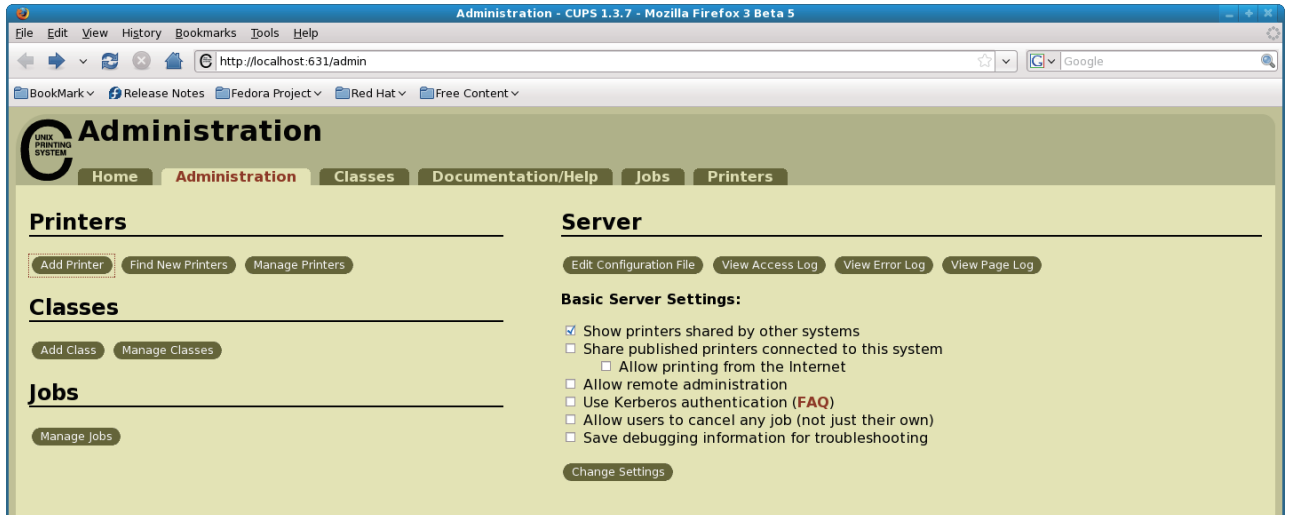 Administration - CUPS 1.3.7 - Mozilla Firefox 3 Beta 5
File Edit View History Bookmarks Tools Help
http://localhost:631/admin
G Google
BookMark Release Notes Fedora Project Red Hat Free Content
UNIX
PRINTING
SYSTEM
Administration
Home Administration Classes Documentation/Help Jobs Printers
Printers
Add Printer Find New Printers Manage Printers
Classes
Add Class Manage Classes
Jobs
Manage Jobs
Server
Edit Configuration File View Access Log View Error Log View Page Log
Basic Server Settings:
Show printers shared by other systems
Share published printers connected to this system
Allow printing from the Internet
Allow remote administration
Use Kerberos authentication (FAQ)
Allow users to cancel any job (not just their own)
Save debugging information for troubleshooting
Change Settings